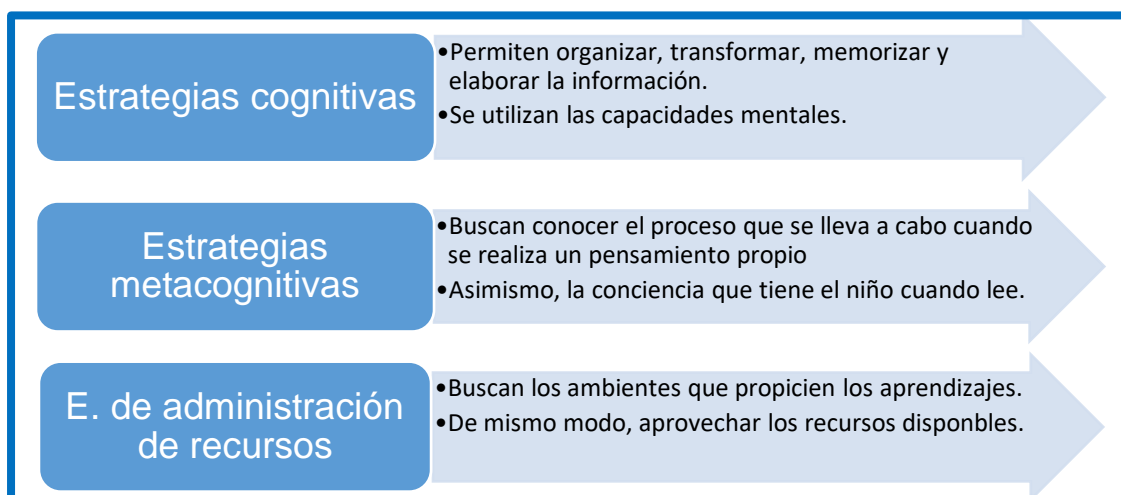 Estrategias cognitivas
•Permiten organizar, transformar, memorizar y
elaborar la información.
•Se utilizan las capacidades mentales.
Estrategias
metacognitivas
•Buscan conocer el proceso que se lleva a cabo cuando
se realiza un pensamiento propio
•Asimismo, la conciencia que tiene el niño cuando lee.
E. de administración
de recursos
•Buscan los ambientes que propicien los aprendizajes.
•De mismo modo, aprovechar los recursos disponbles.